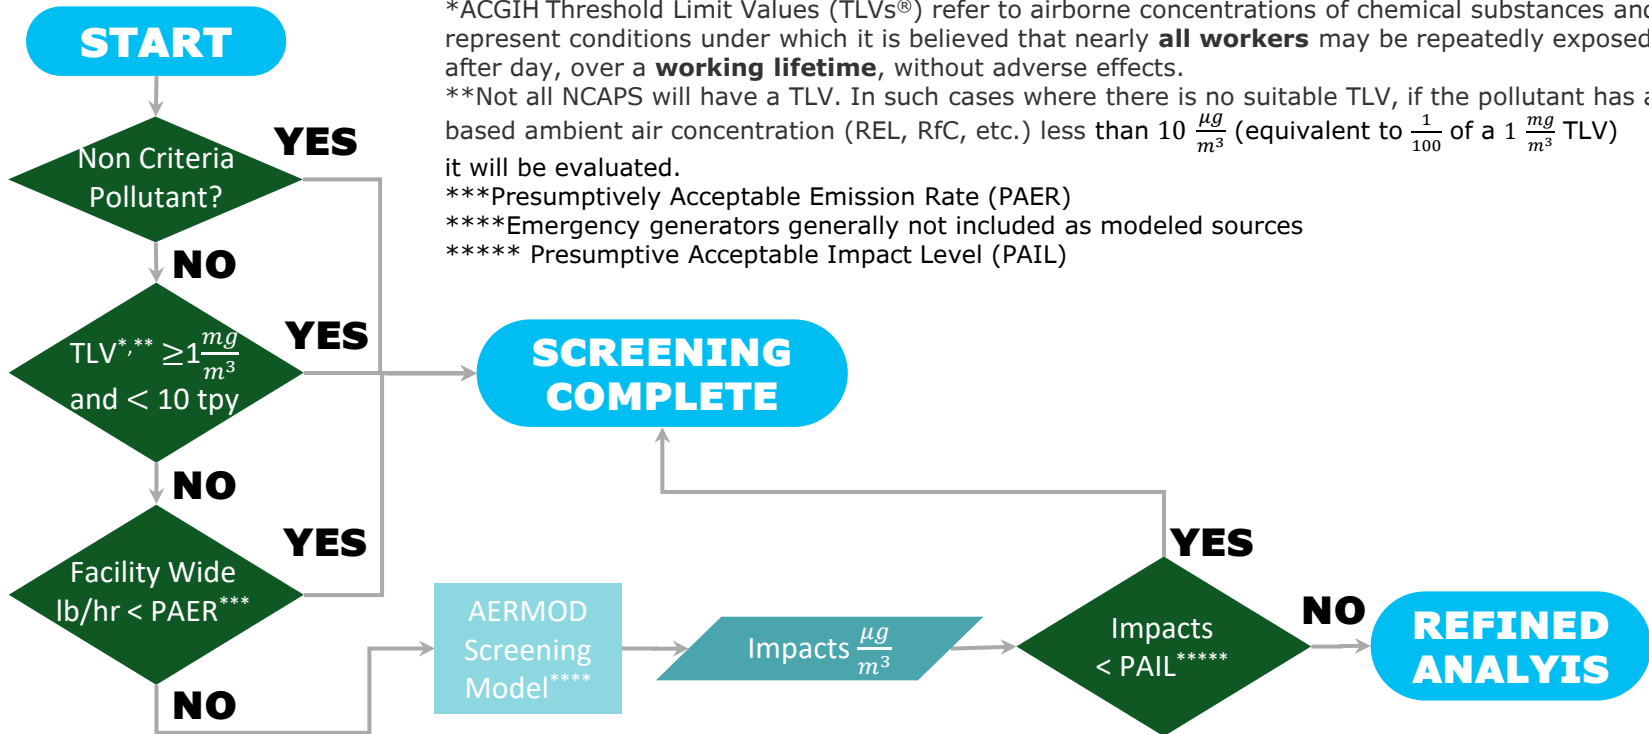 START
*ACGIH Threshold Limit Values (TLVs®) refer to airborne concentrations of chemical substances and
represent conditions under which it is believed that nearly all workers may be repeatedly exposed
after day, over a working lifetime, without adverse effects.
**Not all NCAPS will have a TLV. In such cases where there is no suitable TLV, if the pollutant has a
based ambient air concentration (REL, RfC, etc.) less than 10 μg/m³ (equivalent to 1/100 of a 1 mg/m³ TLV)
it will be evaluated.
***Presumptively Acceptable Emission Rate (PAER)
****Emergency generators generally not included as modeled sources
***** Presumptive Acceptable Impact Level (PAIL)
Non Criteria
Pollutant?
YES
NO
TLV*,** ≥1 mg/m³
and < 10 tpy
YES
NO
SCREENING
COMPLETE
Facility Wide
lb/hr < PAER***
YES
NO
AERMOD
Screening
Model****
Impacts μg/m³
Impacts
< PAIL*****
YES
NO
REFINED
ANALYIS